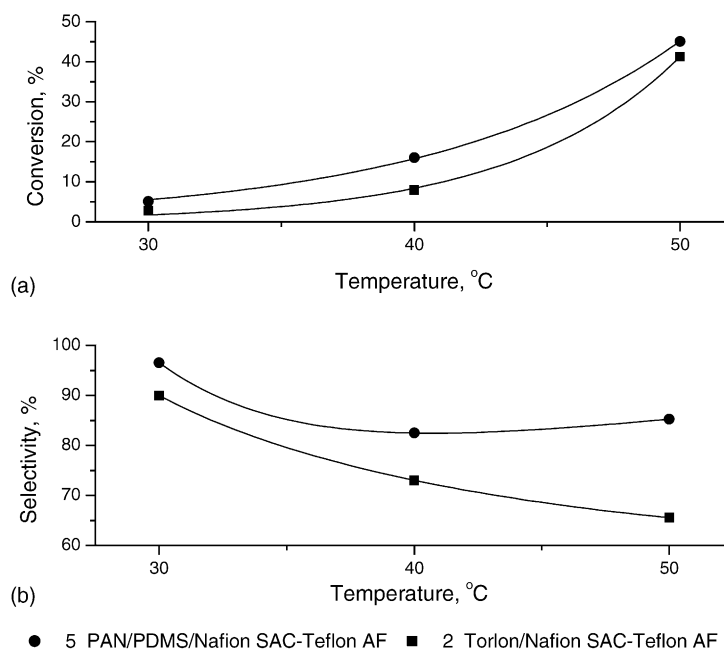 50
40
30
20
10
0
Conversion, %
30 40 50
Temperature, °C
(a)
100
90
80
70
60
Selectivity, %
30 40 50
Temperature, °C
(b)
● 5 PAN/PDMS/Nafion SAC-Teflon AF ■ 2 Torlon/Nafion SAC-Teflon AF